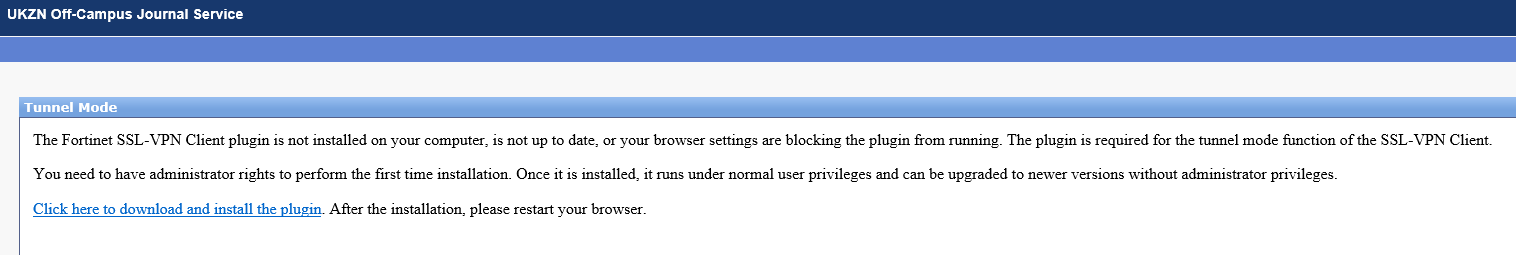 UKZN Off-Campus Journal Service
Tunnel Mode
The Fortinet SSL-VPN Client plugin is not installed on your computer, is not up to date, or your browser settings are blocking the plugin from running. The plugin is required for the tunnel mode function of the SSL-VPN Client.
You need to have administrator rights to perform the first time installation. Once it is installed, it runs under normal user privileges and can be upgraded to newer versions without administrator privileges.
Click here to download and install the plugin. After the installation, please restart your browser.